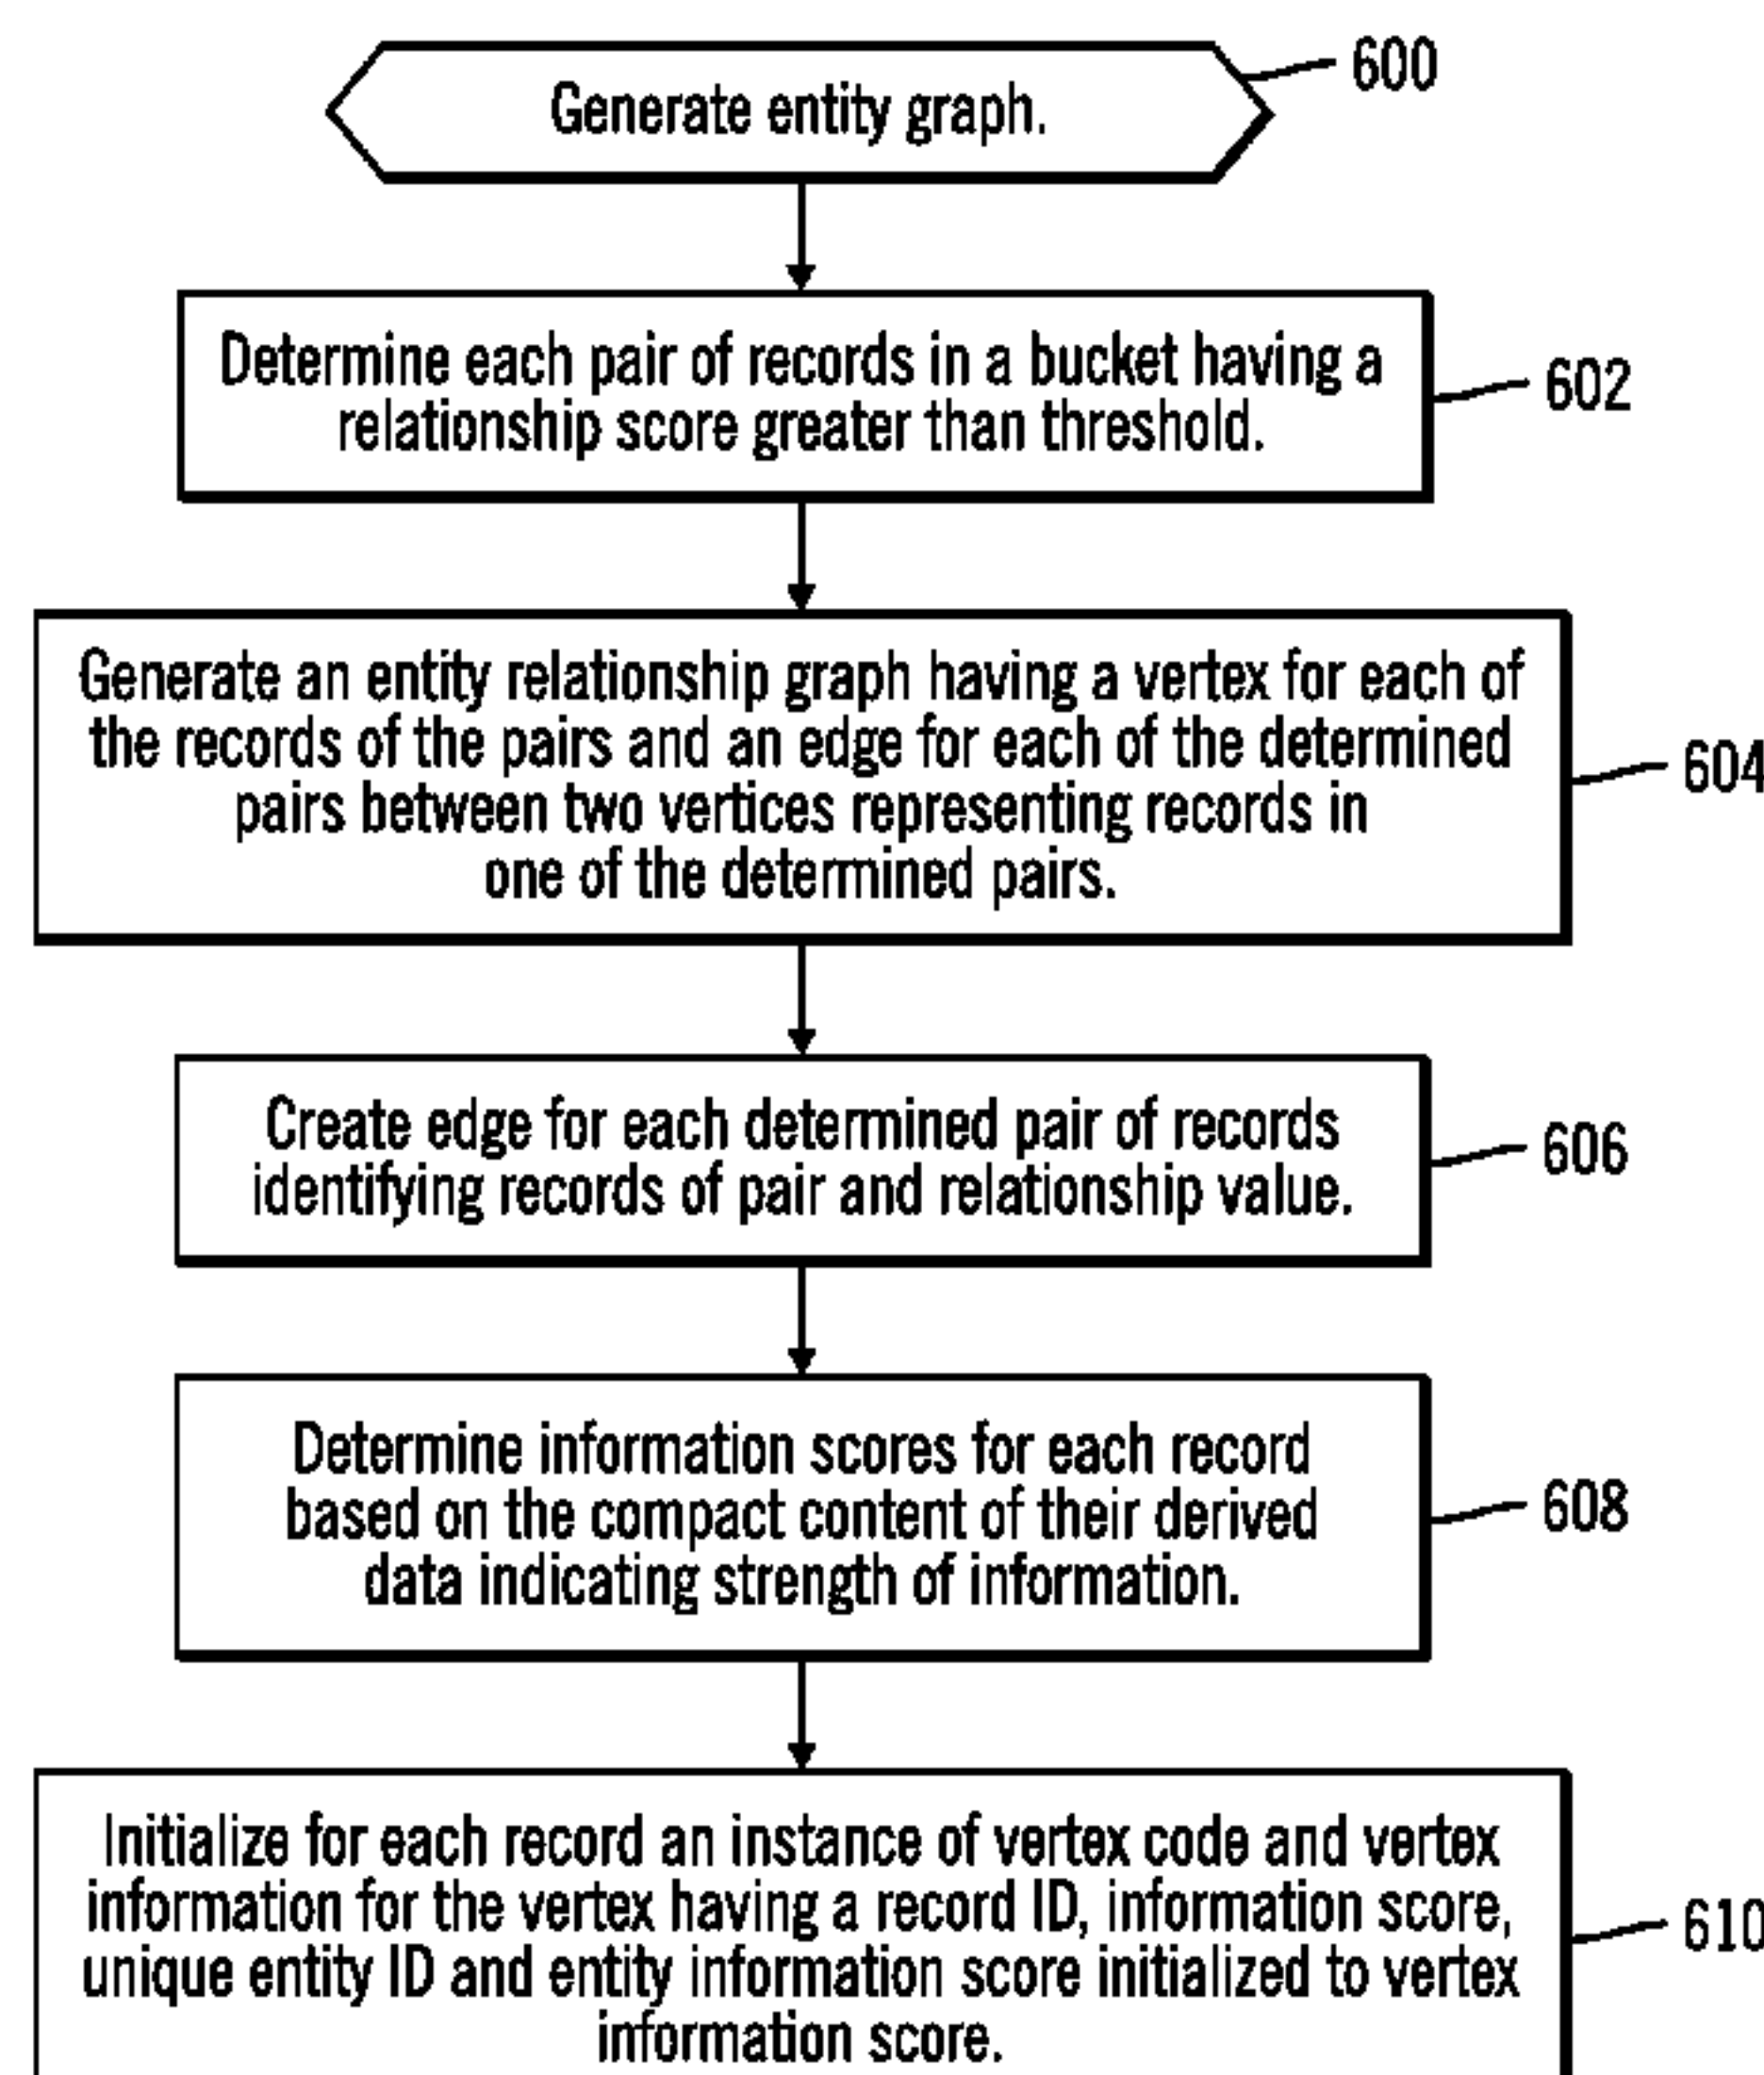 Generate entity graph.
600
Determine each pair of records in a bucket having a
relationship score greater than threshold.
602
Generate an entity relationship graph having a vertex for each of
the records of the pairs and an edge for each of the determined
pairs between two vertices representing records in
one of the determined pairs.
604
Create edge for each determined pair of records
identifying records of pair and relationship value.
606
Determine information scores for each record
based on the compact content of their derived
data indicating strength of information.
608
Initialize for each record an instance of vertex code and vertex
information for the vertex having a record ID, information score,
unique entity ID and entity information score initialized to vertex
information score.
610